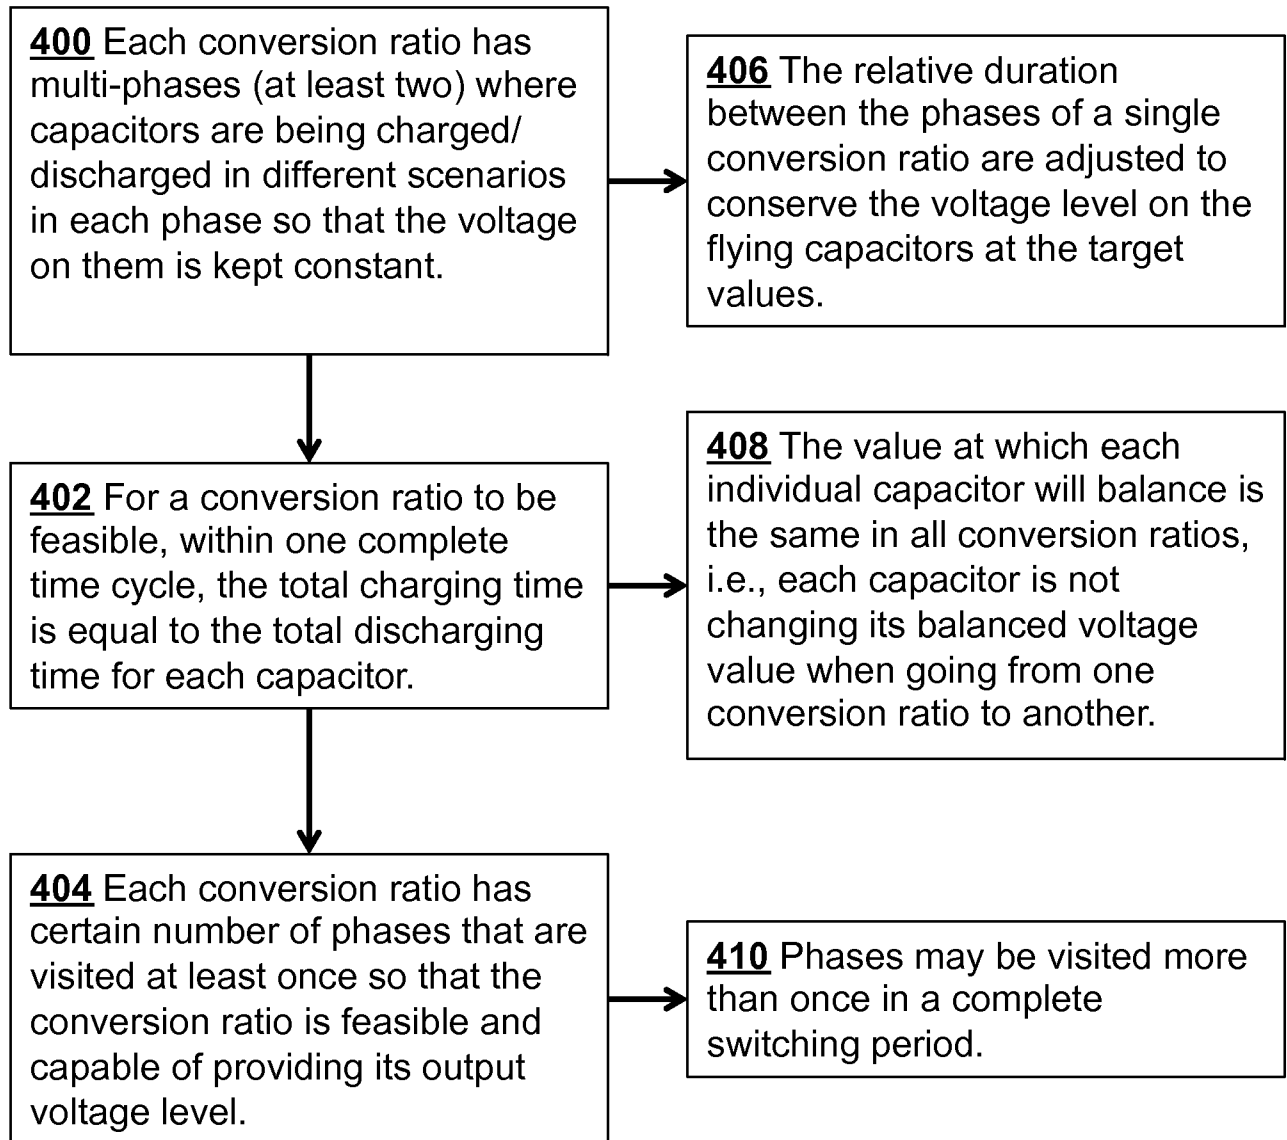 400 Each conversion ratio has
multi-phases (at least two) where
capacitors are being charged/
discharged in different scenarios
in each phase so that the voltage
on them is kept constant.
406 The relative duration
between the phases of a single
conversion ratio are adjusted to
conserve the voltage level on the
flying capacitors at the target
values.
402 For a conversion ratio to be
feasible, within one complete
time cycle, the total charging time
is equal to the total discharging
time for each capacitor.
408 The value at which each
individual capacitor will balance is
the same in all conversion ratios,
i.e., each capacitor is not
changing its balanced voltage
value when going from one
conversion ratio to another.
404 Each conversion ratio has
certain number of phases that are
visited at least once so that the
conversion ratio is feasible and
capable of providing its output
voltage level.
410 Phases may be visited more
than once in a complete
switching period.